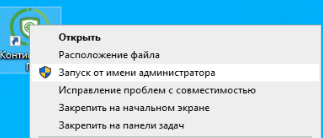 Открыть
Расположение файла
Запуск от имени администратора
Исправление проблем с совместимостью
Закрепить на начальном экране
Закрепить на панели задач